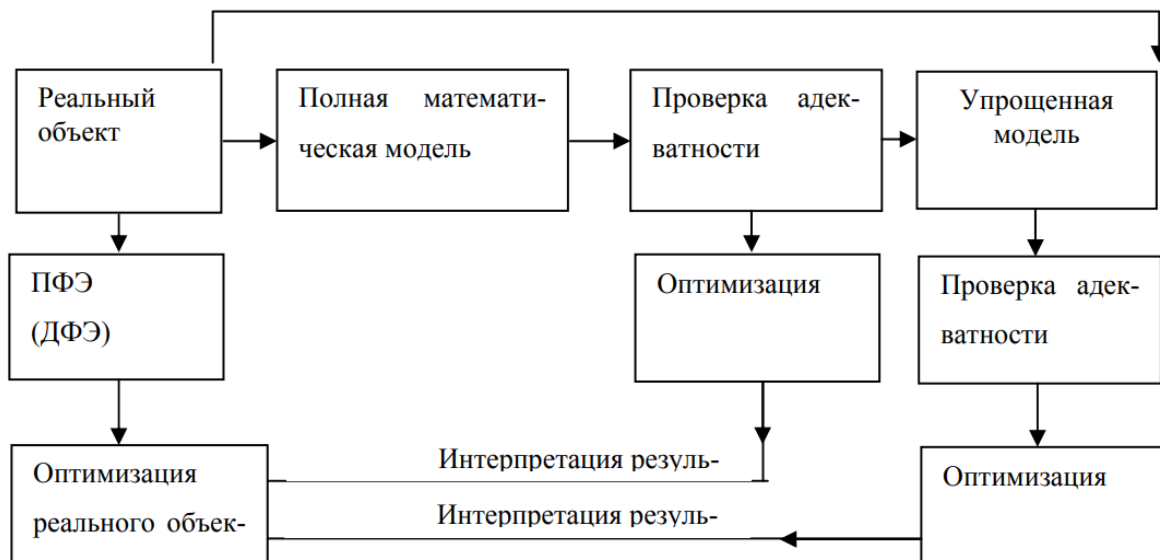 Реальный
объект
Полная математи-
ческая модель
Проверка адек-
ватности
Упрощенная
модель
ПФЭ
(ДФЭ)
Оптимизация
Проверка адек-
ватности
Оптимизация
реального объек-
Интерпретация резуль-
Интерпретация резуль-
Оптимизация